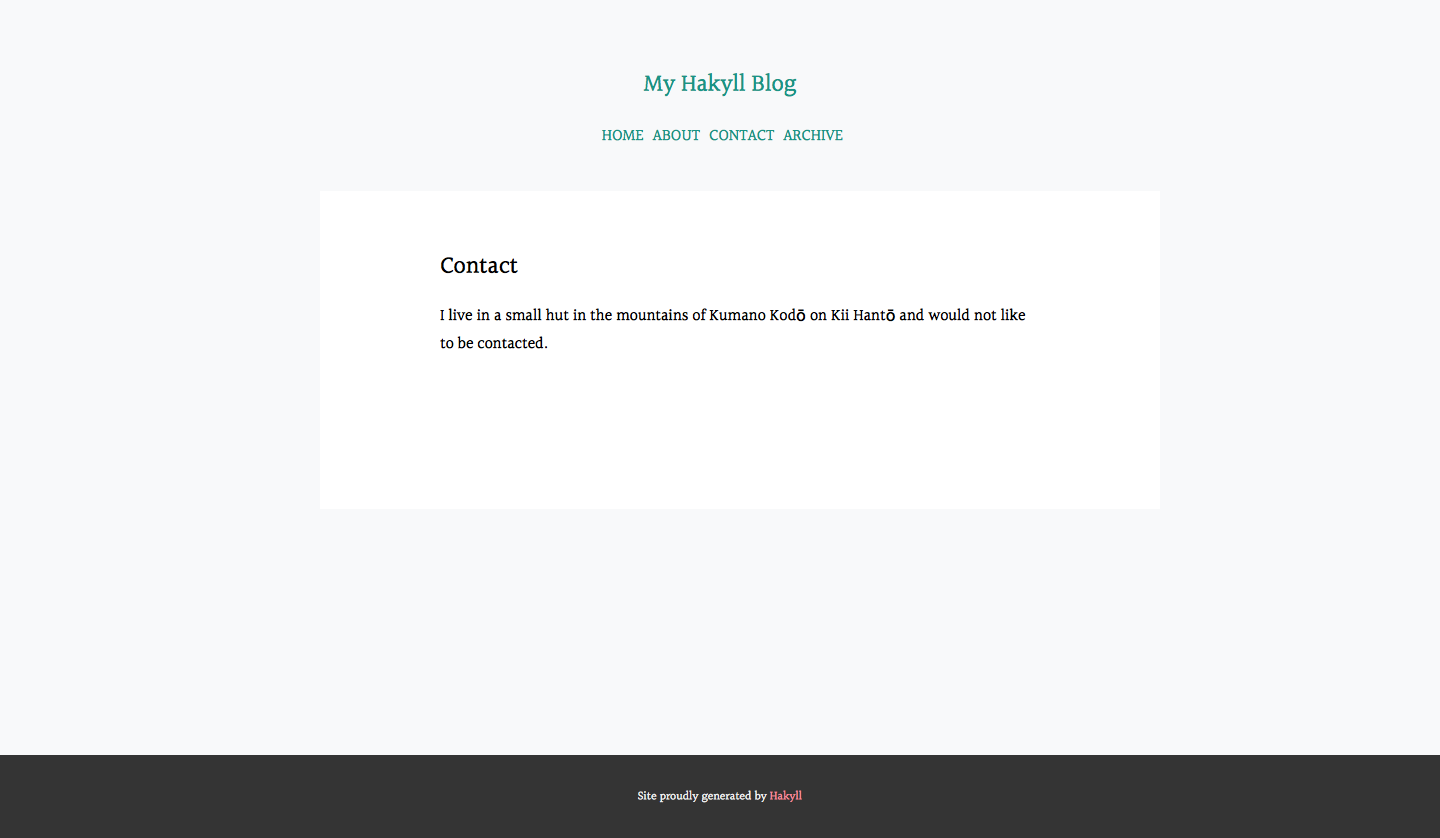 My Hakyll Blog
HOME ABOUT CONTACT ARCHIVE
Contact
I live in a small hut in the mountains of Kumano Kodō on Kii Hantō and would not like
to be contacted.
Site proudly generated by Hakyll